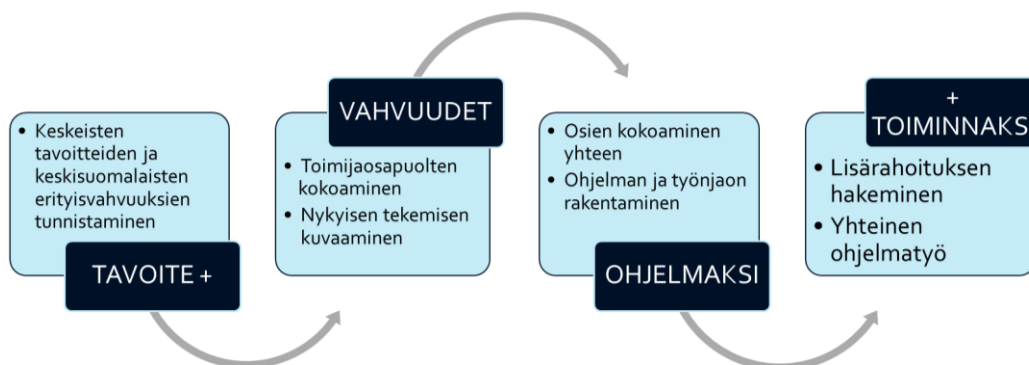 • Keskeisten
tavoitteiden ja
keskisuomalaisten
erityisvahvuuksien
tunnistaminen
TAVOITE +
VAHVUUDET
• Toimijaosapuolten
kokoaminen
• Nykyisen tekemisen
kuvaaminen
• Osien kokoaminen
yhteen
• Ohjelman ja työnjaon
rakentaminen
OHJELMAKSI
+
TOIMINNAKSI
• Lisärahoituksen
hakeminen
• Yhteinen
ohjelmatyö